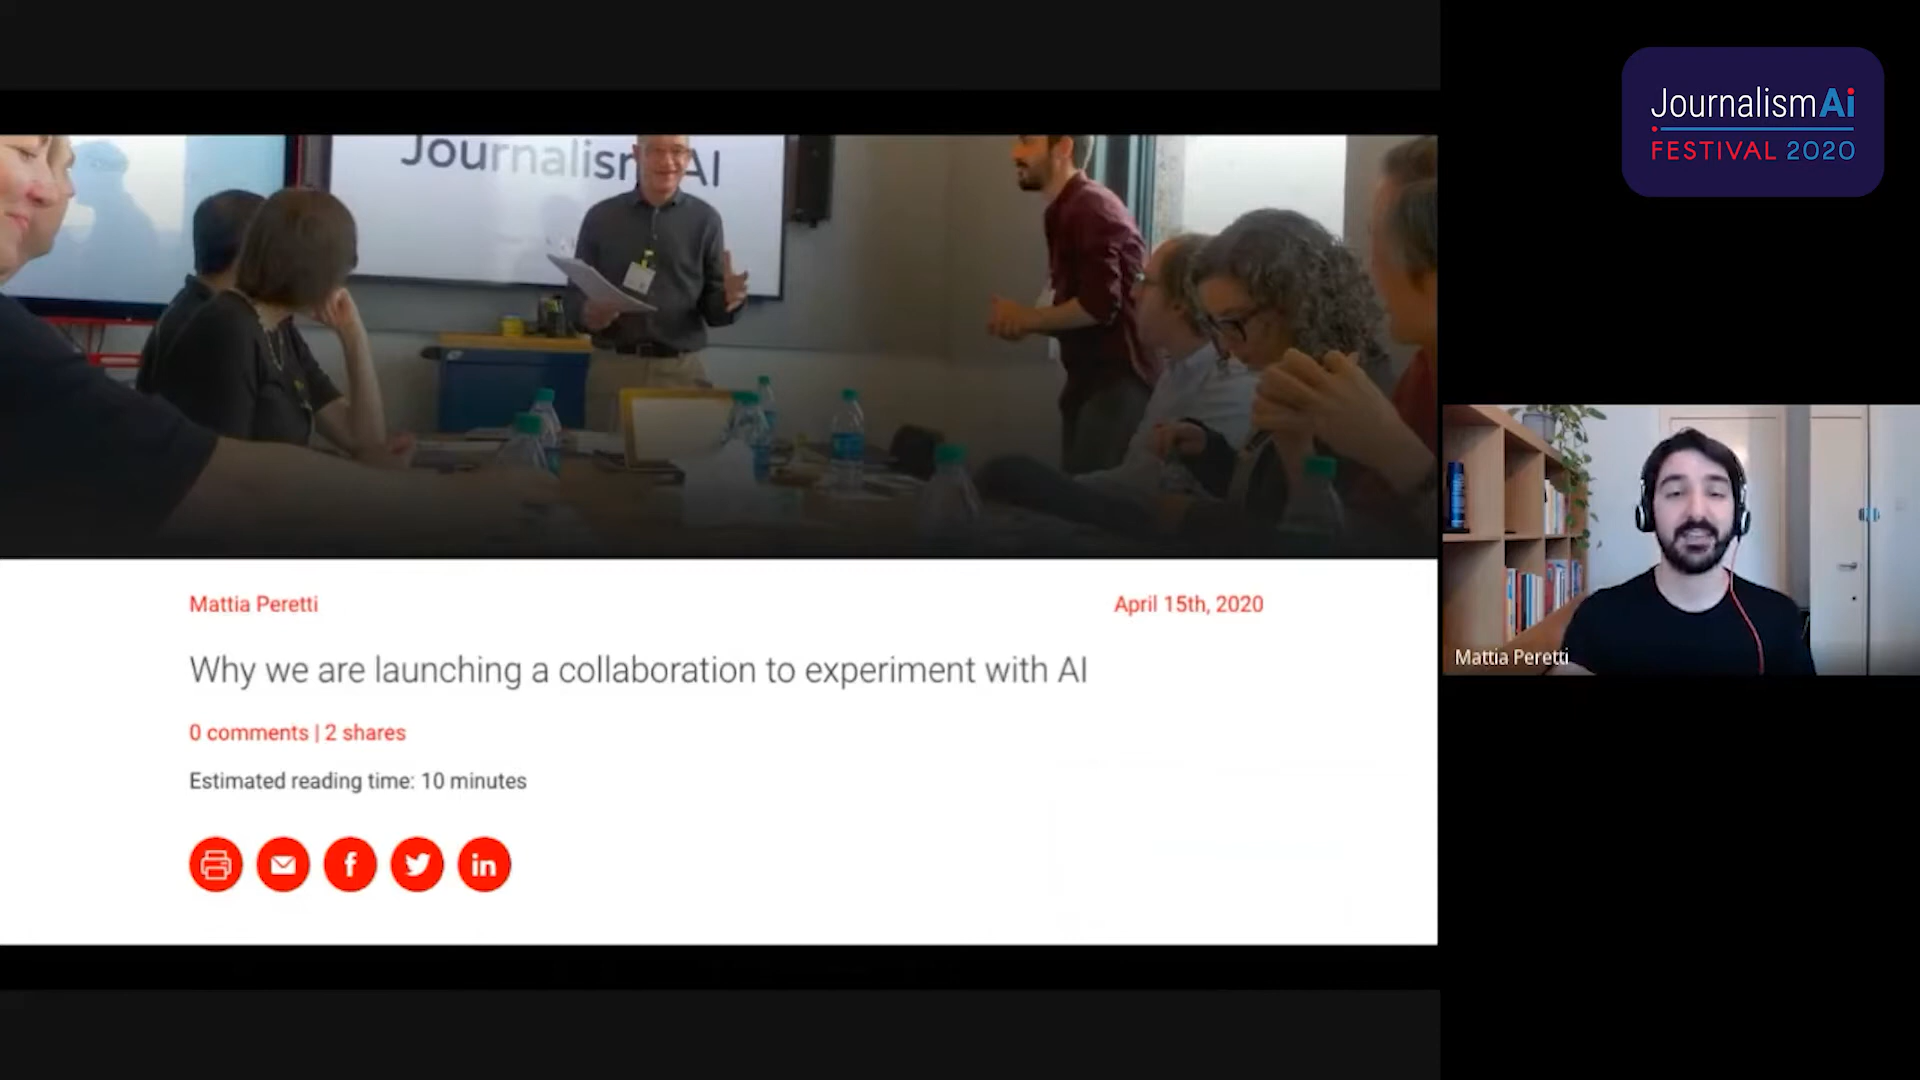 Journalism AI
JournalismAi
FESTIVAL 2020
Mattia Peretti
April 15th, 2020
Why we are launching a collaboration to experiment with AI
0 comments | 2 shares
Estimated reading time: 10 minutes
f
in
Mattia Peretti